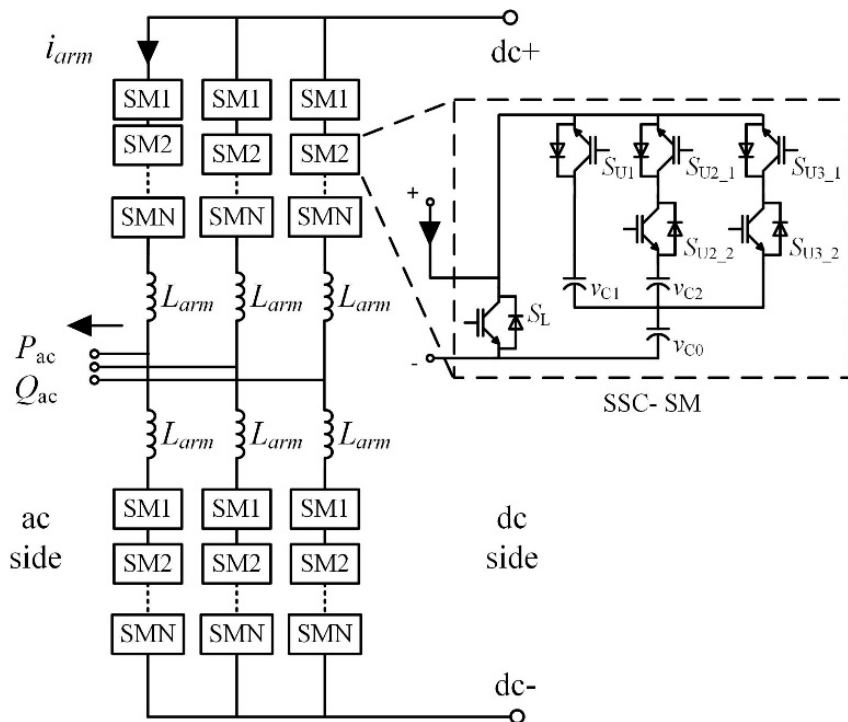 i_arm
dc+
SM1 SM1 SM1
SM2 SM2 SM2
SMN SMN SMN
L_arm L_arm L_arm
P_ac
Q_ac
+
-
S_U1 S_U2_1 S_U3_1
S_U2_2 S_U3_2
v_C1 v_C2
S_L
v_C0
SSC- SM
L_arm L_arm L_arm
ac side
dc side
SM1 SM1 SM1
SM2 SM2 SM2
SMN SMN SMN
dc-